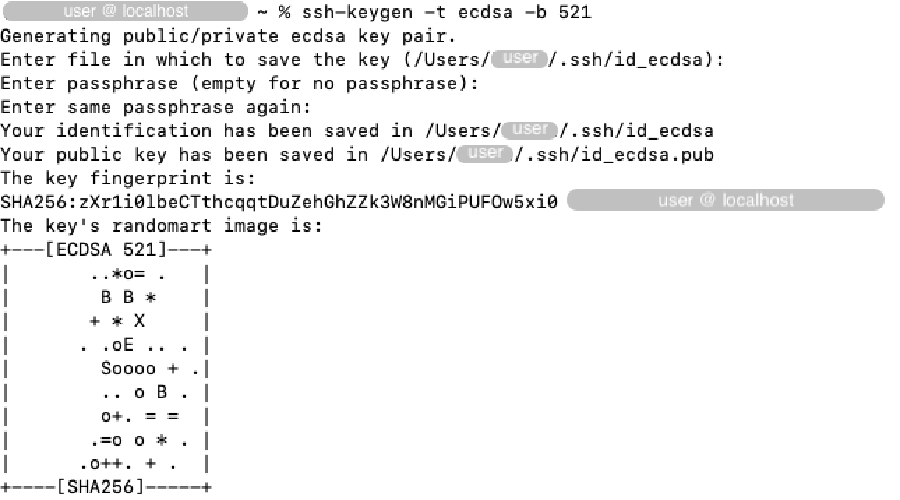 user @ localhost ~ % ssh-keygen -t ecdsa -b 521
Generating public/private ecdsa key pair.
Enter file in which to save the key (/Users/user/.ssh/id_ecdsa):
Enter passphrase (empty for no passphrase):
Enter same passphrase again:
Your identification has been saved in /Users/user/.ssh/id_ecdsa
Your public key has been saved in /Users/user/.ssh/id_ecdsa.pub
The key fingerprint is:
SHA256:zXr1i0lbeCTthcqqtDuZehGhZZk3W8nMGiPUFOw5xi0 user @ localhost
The key's randomart image is:
+---[ECDSA 521]---+
|       ..*o= .   |
|        B B *    |
|       + * X     |
|      . .oE .. . |
|        Soooo + .|
|        .. o B . |
|        o+. = =  |
|       .=o o * . |
|      .o++. + .  |
+----[SHA256]-----+